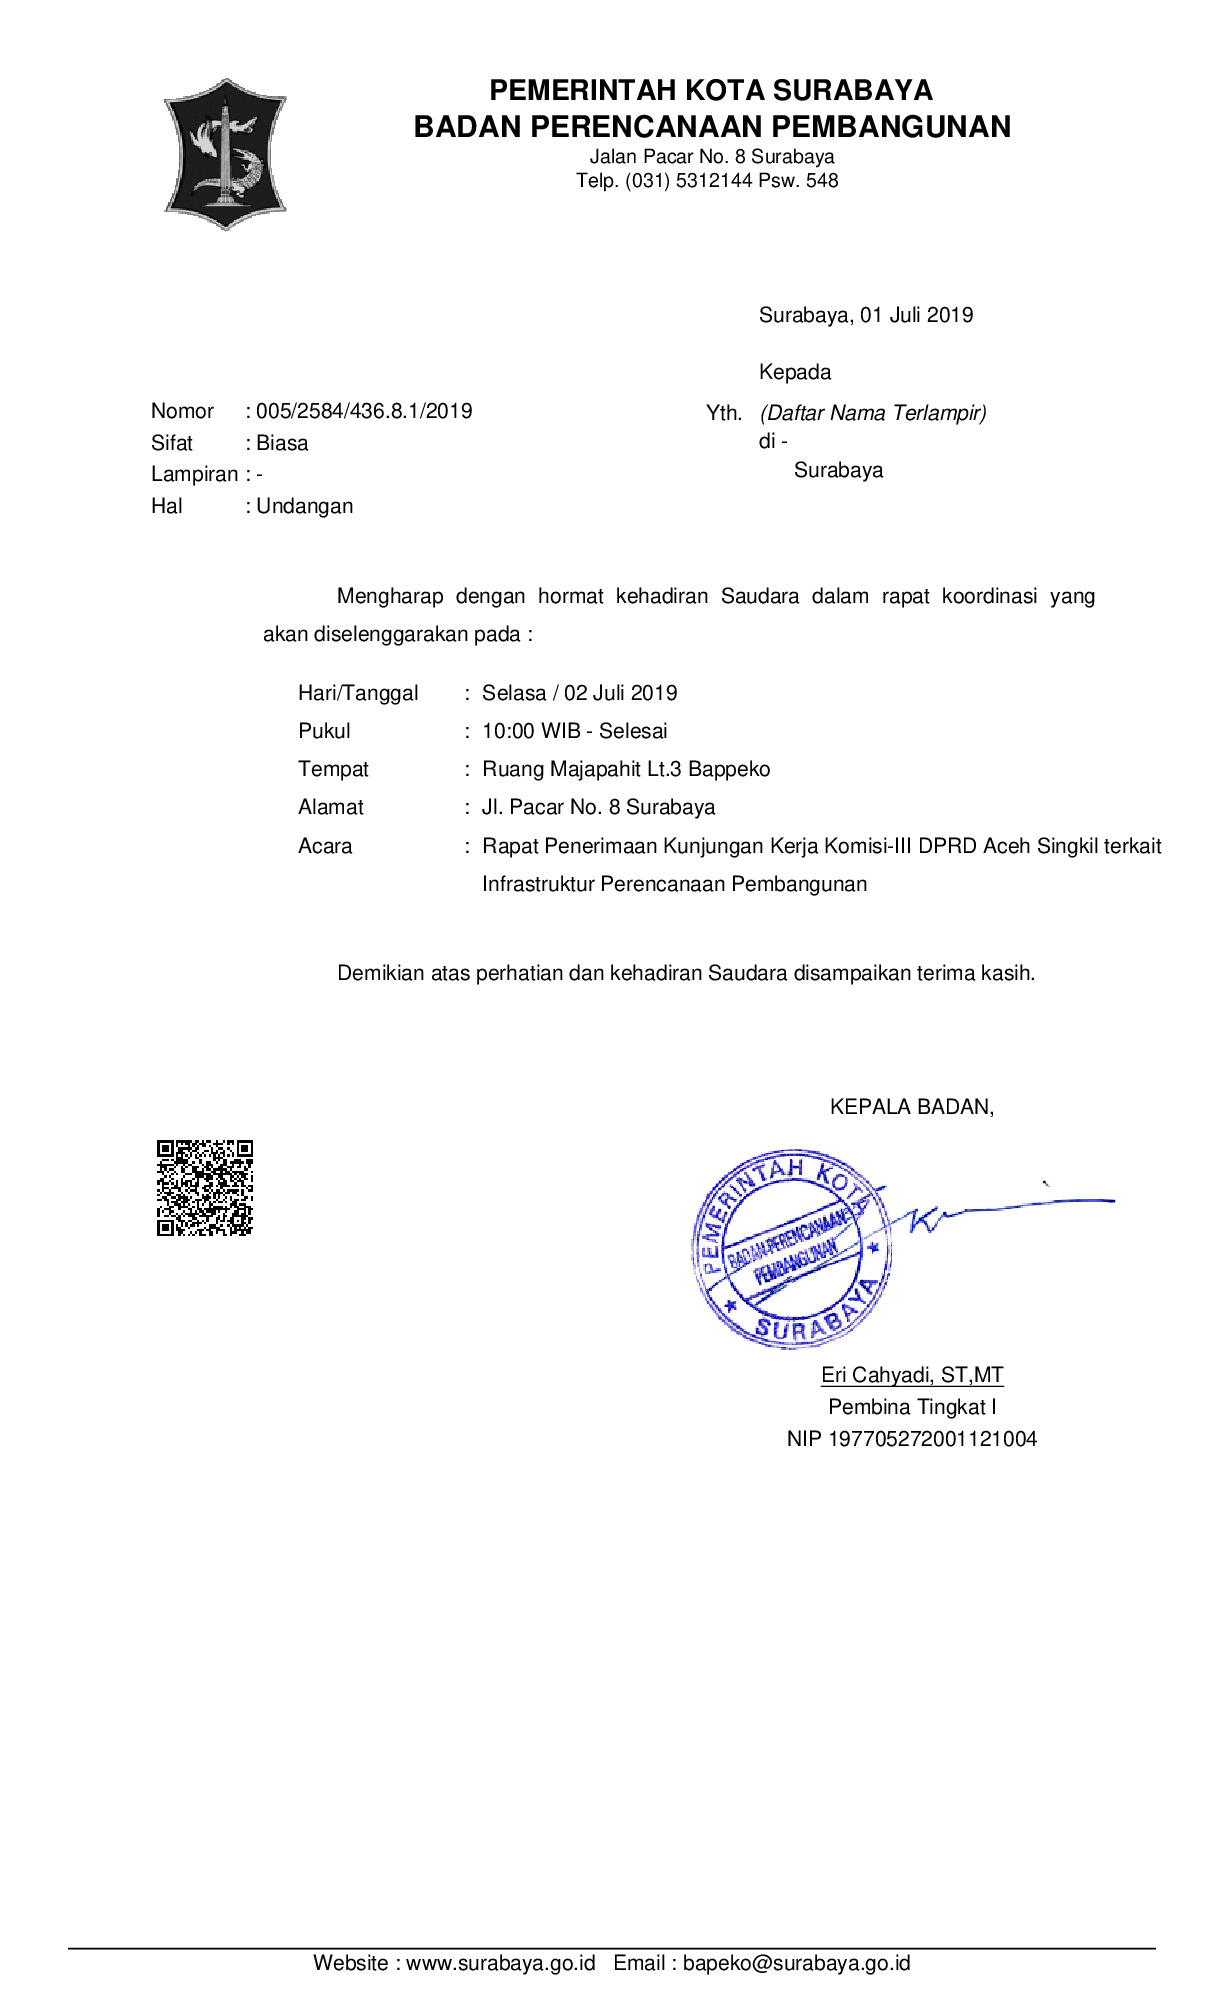 PEMERINTAH KOTA SURABAYA
BADAN PERENCANAAN PEMBANGUNAN
Jalan Pacar No. 8 Surabaya
Telp. (031) 5312144 Psw. 548
Surabaya, 01 Juli 2019
Kepada
Yth. (Daftar Nama Terlampir)
di -
Surabaya
Nomor : 005/2584/436.8.1/2019
Sifat : Biasa
Lampiran : -
Hal : Undangan
Mengharap dengan hormat kehadiran Saudara dalam rapat koordinasi yang
akan diselenggarakan pada :
Hari/Tanggal : Selasa / 02 Juli 2019
Pukul : 10:00 WIB - Selesai
Tempat : Ruang Majapahit Lt.3 Bappeko
Alamat : Jl. Pacar No. 8 Surabaya
Acara : Rapat Penerimaan Kunjungan Kerja Komisi-III DPRD Aceh Singkil terkait
Infrastruktur Perencanaan Pembangunan
Demikian atas perhatian dan kehadiran Saudara disampaikan terima kasih.
KEPALA BADAN,
PEMERINTAH KOTA
BADAN PERENCANAAN
PEMBANGUNAN
SURABAYA
Eri Cahyadi, ST,MT
Pembina Tingkat I
NIP 197705272001121004
Website : www.surabaya.go.id Email : bapeko@surabaya.go.id